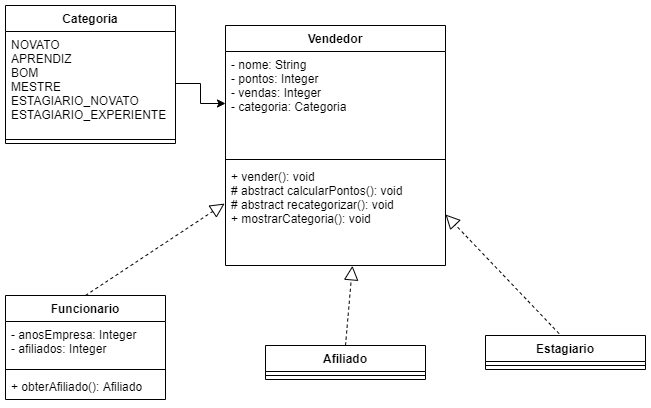 Categoria
NOVATO
APRENDIZ
BOM
MESTRE
ESTAGIARIO_NOVATO
ESTAGIARIO_EXPERIENTE
Vendedor
- nome: String
- pontos: Integer
- vendas: Integer
- categoria: Categoria
+ vender(): void
# abstract calcularPontos(): void
# abstract recategorizar(): void
+ mostrarCategoria(): void
Funcionario
- anosEmpresa: Integer
- afiliados: Integer
+ obterAfiliado(): Afiliado
Afiliado
Estagiario